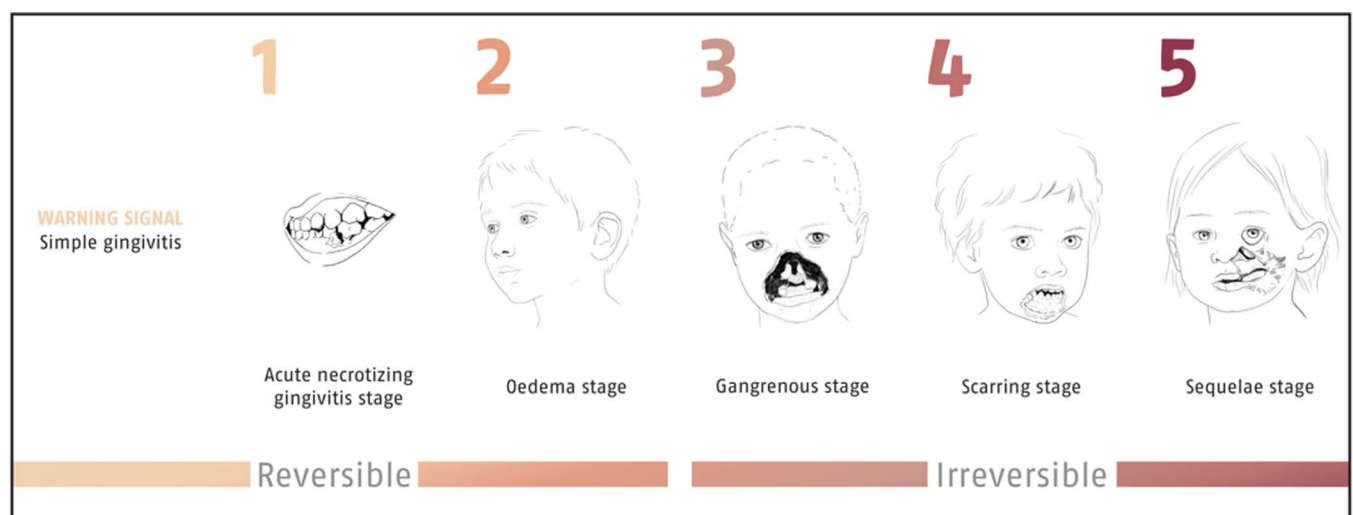 1
2
3
4
5
WARNING SIGNAL
Simple gingivitis
Acute necrotizing
gingivitis stage
Oedema stage
Gangrenous stage
Scarring stage
Sequelae stage
Reversible
Irreversible